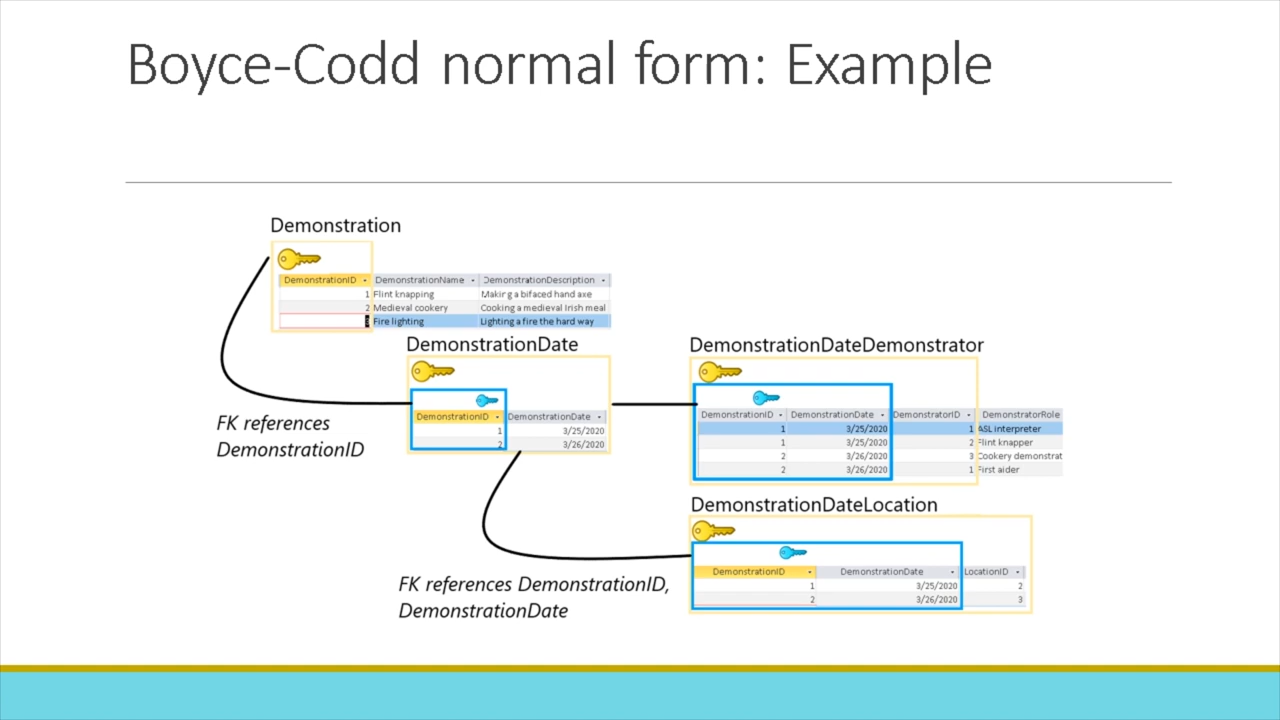 Boyce-Codd normal form: Example
Demonstration
DemonstrationID DemonstrationName DemonstrationDescription
1 Flint knapping Making a bifaced hand axe
2 Medieval cookery Cooking a medieval Irish meal
3 Fire lighting Lighting a fire the hard way
DemonstrationDate
DemonstrationID DemonstrationDate
1 3/25/2020
2 3/26/2020
FK references
DemonstrationID
DemonstrationDateDemonstrator
DemonstrationID DemonstrationDate DemonstratorID DemonstratorRole
1 3/25/2020 1 ASL interpreter
1 3/25/2020 2 Flint knapper
2 3/26/2020 3 Cookery demonstrat
2 3/26/2020 1 First aider
DemonstrationDateLocation
DemonstrationID DemonstrationDate LocationID
1 3/25/2020 2
2 3/26/2020 3
FK references DemonstrationID,
DemonstrationDate